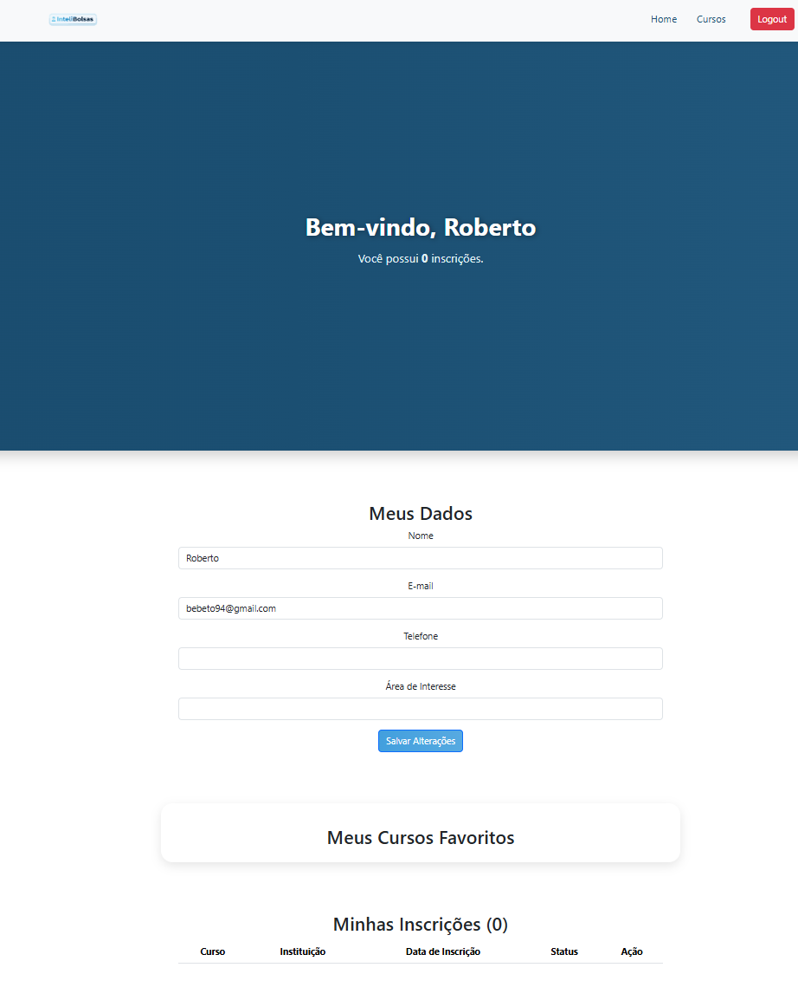 InteliBolsas
Home Cursos Logout
Bem-vindo, Roberto
Você possui 0 inscrições.
Meus Dados
Nome
Roberto
E-mail
bebeto94@gmail.com
Telefone
Área de Interesse
Salvar Alterações
Meus Cursos Favoritos
Minhas Inscrições (0)
Curso Instituição Data de Inscrição Status Ação